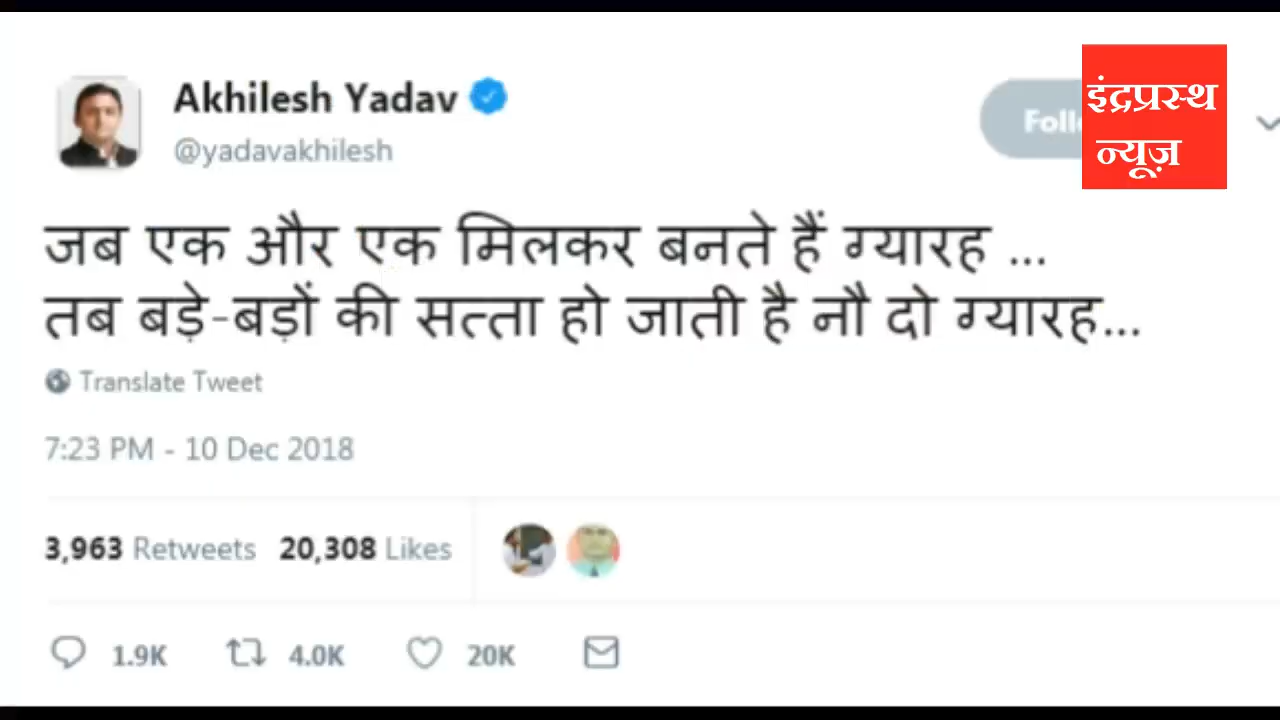 Akhilesh Yadav
@yadavakhilesh
इंद्रप्रस्थ
न्यूज़
जब एक और एक मिलकर बनते हैं ग्यारह ...
तब बड़े-बड़ों की सत्ता हो जाती है नौ दो ग्यारह...
Translate Tweet
7:23 PM - 10 Dec 2018
3,963 Retweets 20,308 Likes
1.9K 4.0K 20K